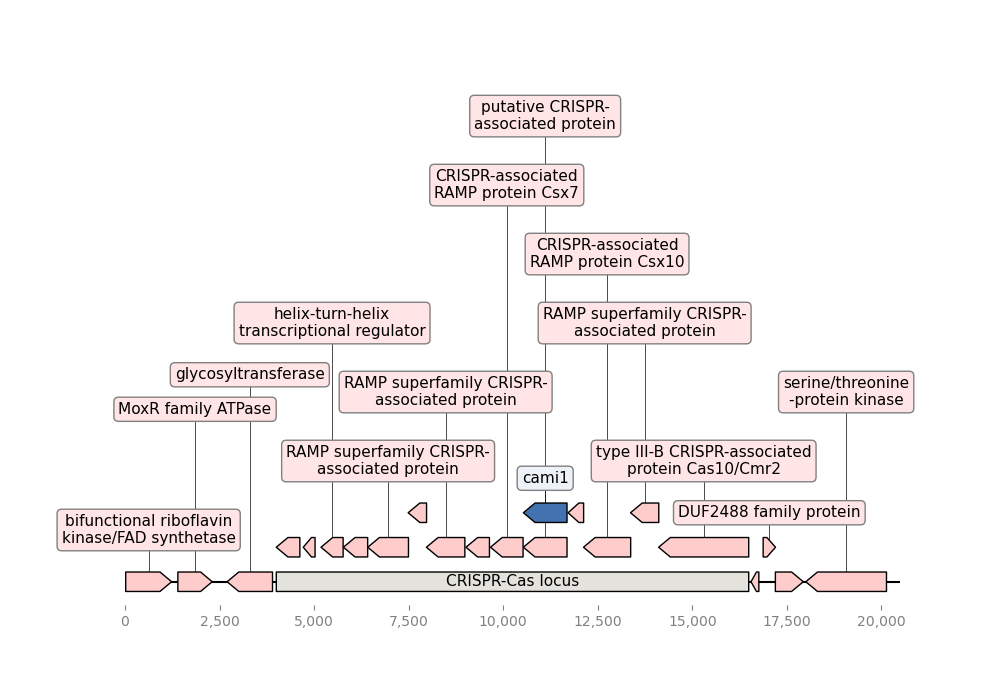 putative CRISPR-
associated protein
CRISPR-associated
RAMP protein Csx7
CRISPR-associated
RAMP protein Csx10
helix-turn-helix
transcriptional regulator
RAMP superfamily CRISPR-
associated protein
glycosyltransferase
MoxR family ATPase
RAMP superfamily CRISPR-
associated protein
serine/threonine
-protein kinase
RAMP superfamily CRISPR-
associated protein
cami1
type III-B CRISPR-associated
protein Cas10/Cmr2
bifunctional riboflavin
kinase/FAD synthetase
DUF2488 family protein
CRISPR-Cas locus
0 2,500 5,000 7,500 10,000 12,500 15,000 17,500 20,000